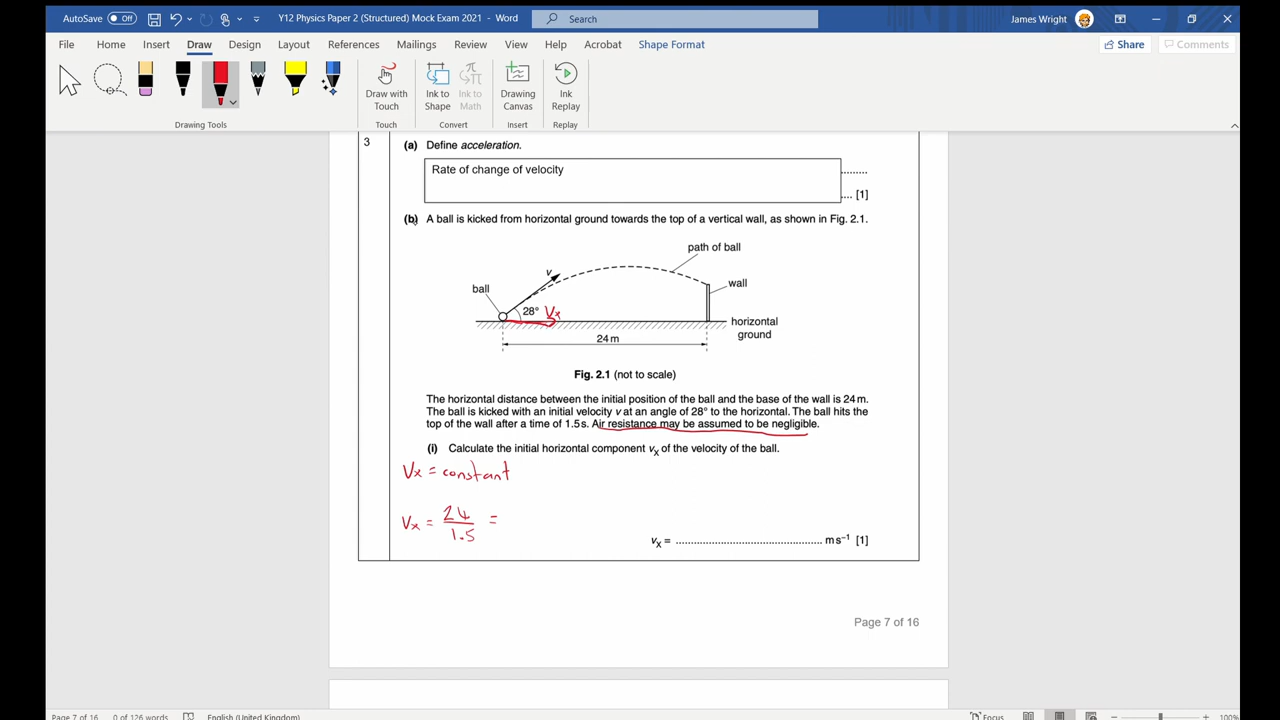 AutoSave Off
Y12 Physics Paper 2 (Structured) Mock Exam 2021 - Word
Search
James Wright
File Home Insert Draw Design Layout References Mailings Review View Help Acrobat Shape Format
Share Comments
Draw with Touch
Ink to Shape
Ink to Math
Drawing Canvas
Ink Replay
Drawing Tools Touch Convert Insert Replay
3
(a) Define acceleration.
Rate of change of velocity
.........
.... [1]
(b) A ball is kicked from horizontal ground towards the top of a vertical wall, as shown in Fig. 2.1.
path of ball
v
ball
wall
28° Vx
horizontal ground
24 m
Fig. 2.1 (not to scale)
The horizontal distance between the initial position of the ball and the base of the wall is 24 m.
The ball is kicked with an initial velocity v at an angle of 28° to the horizontal. The ball hits the
top of the wall after a time of 1.5 s. Air resistance may be assumed to be negligible.
(i) Calculate the initial horizontal component vx of the velocity of the ball.
Vx = constant
Vx = 24/1.5 =
vx = ................................................ m s⁻¹ [1]
Page 7 of 16
Page 7 of 16 0 of 126 words English (United Kingdom) Focus 100%